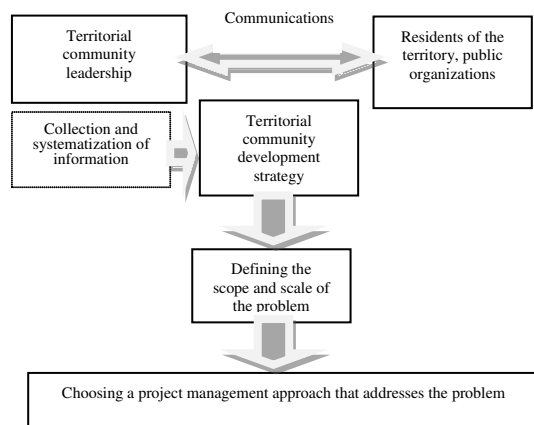 Communications
Territorial
community
leadership
Residents of the
territory, public
organizations
Collection and
systematization of
information
Territorial
community
development
strategy
Defining the
scope and scale of
the problem
Choosing a project management approach that addresses the problem